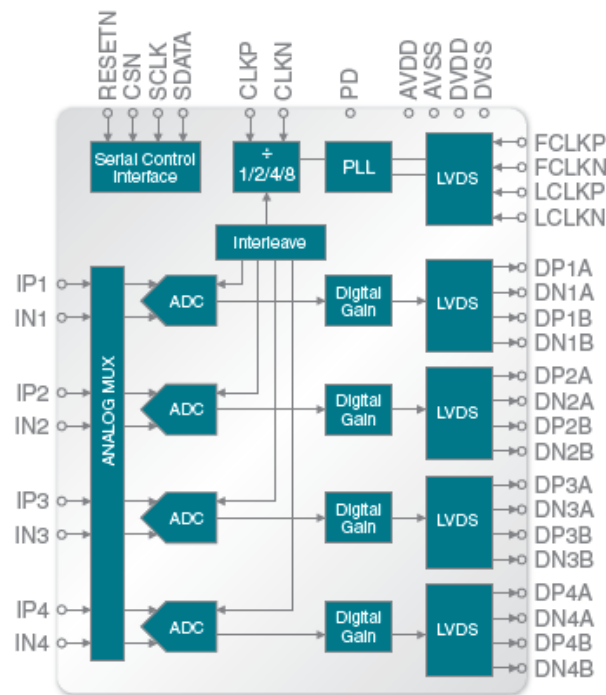 RESETN
CSN
SCLK
SDATA
CLKP
CLKN
PD
AVDD
AVSS
DVDD
DVSS
Serial Control
Interface
÷
1/2/4/8
PLL
LVDS
FCLKP
FCLKN
LCLKP
LCLKN
Interleave
IP1
IN1
ANALOG MUX
ADC
Digital
Gain
LVDS
DP1A
DN1A
DP1B
DN1B
IP2
IN2
ADC
Digital
Gain
LVDS
DP2A
DN2A
DP2B
DN2B
IP3
IN3
ADC
Digital
Gain
LVDS
DP3A
DN3A
DP3B
DN3B
IP4
IN4
ADC
Digital
Gain
LVDS
DP4A
DN4A
DP4B
DN4B